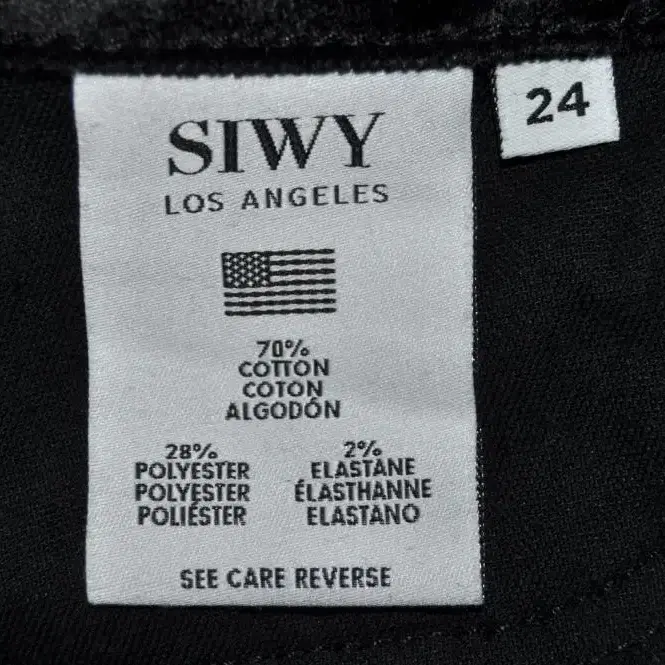 SIWY
LOS ANGELES
24
70%
COTTON
COTON
ALGODÓN
28%
POLYESTER
POLYESTER
POLIÉSTER
2%
ELASTANE
ÉLASTHANNE
ELASTANO
SEE CARE REVERSE